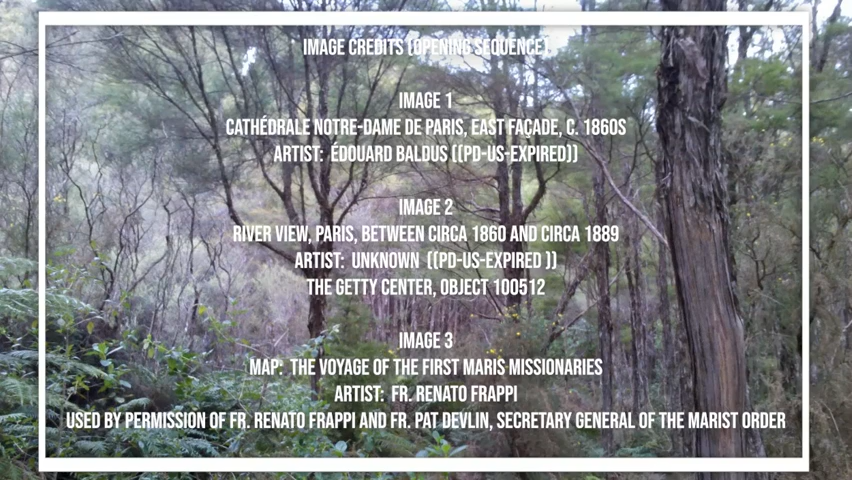 IMAGE CREDITS (OPENING SEQUENCE)
IMAGE 1
CATHÉDRALE NOTRE-DAME DE PARIS, EAST FAÇADE, C. 1860S
ARTIST: ÉDOUARD BALDUS ((PD-US-EXPIRED))
IMAGE 2
RIVER VIEW, PARIS, BETWEEN CIRCA 1860 AND CIRCA 1889
ARTIST: UNKNOWN ((PD-US-EXPIRED ))
THE GETTY CENTER, OBJECT 100512
IMAGE 3
MAP: THE VOYAGE OF THE FIRST MARIS MISSIONARIES
ARTIST: FR. RENATO FRAPPI
USED BY PERMISSION OF FR. RENATO FRAPPI AND FR. PAT DEVLIN, SECRETARY GENERAL OF THE MARIST ORDER